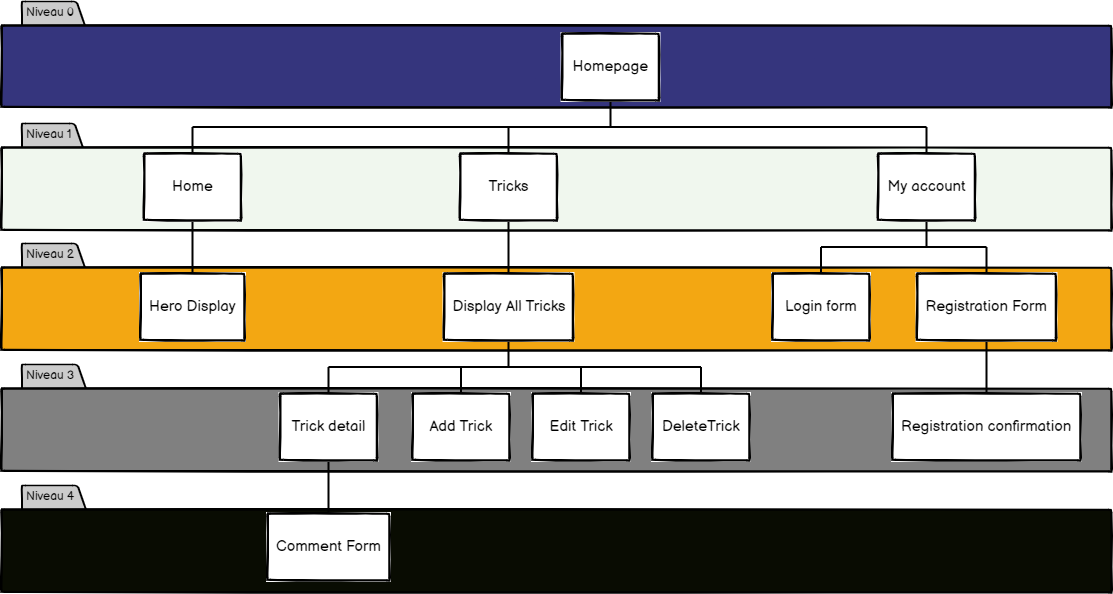 Niveau 0
Homepage
Niveau 1
Home
Tricks
My account
Niveau 2
Hero Display
Display All Tricks
Login form
Registration Form
Niveau 3
Trick detail
Add Trick
Edit Trick
DeleteTrick
Registration confirmation
Niveau 4
Comment Form